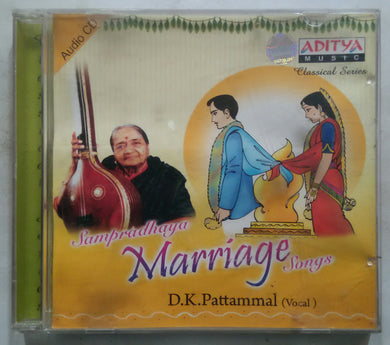 Audio CD
ADITYA
MUSIC
Classical Series
Sampradhaya
Marriage
Songs
D.K.Pattammal (Vocal)